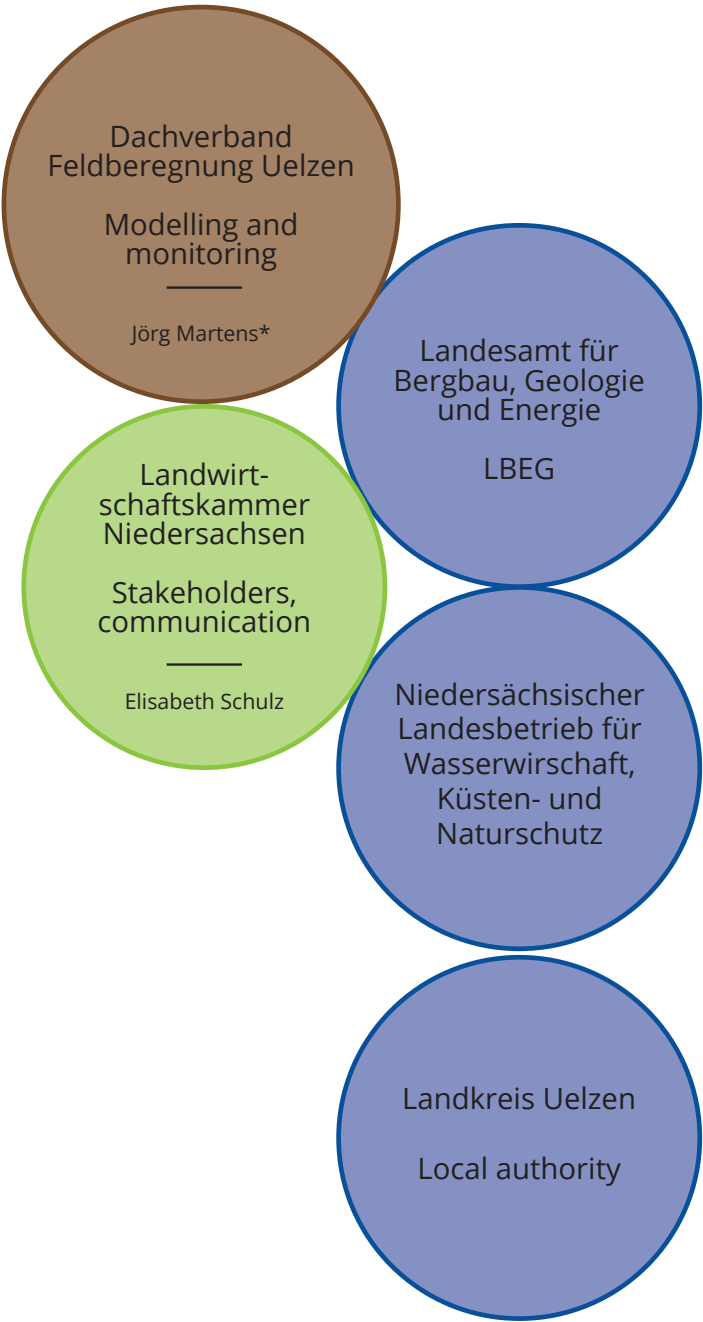 Dachverband
Feldberegnung Uelzen
Modelling and
monitoring
Jörg Martens*
Landesamt für
Bergbau, Geologie
und Energie
LBEG
Landwirt-
schaftskammer
Niedersachsen
Stakeholders,
communication
Elisabeth Schulz
Niedersächsischer
Landesbetrieb für
Wasserwirschaft,
Küsten- und
Naturschutz
Landkreis Uelzen
Local authority